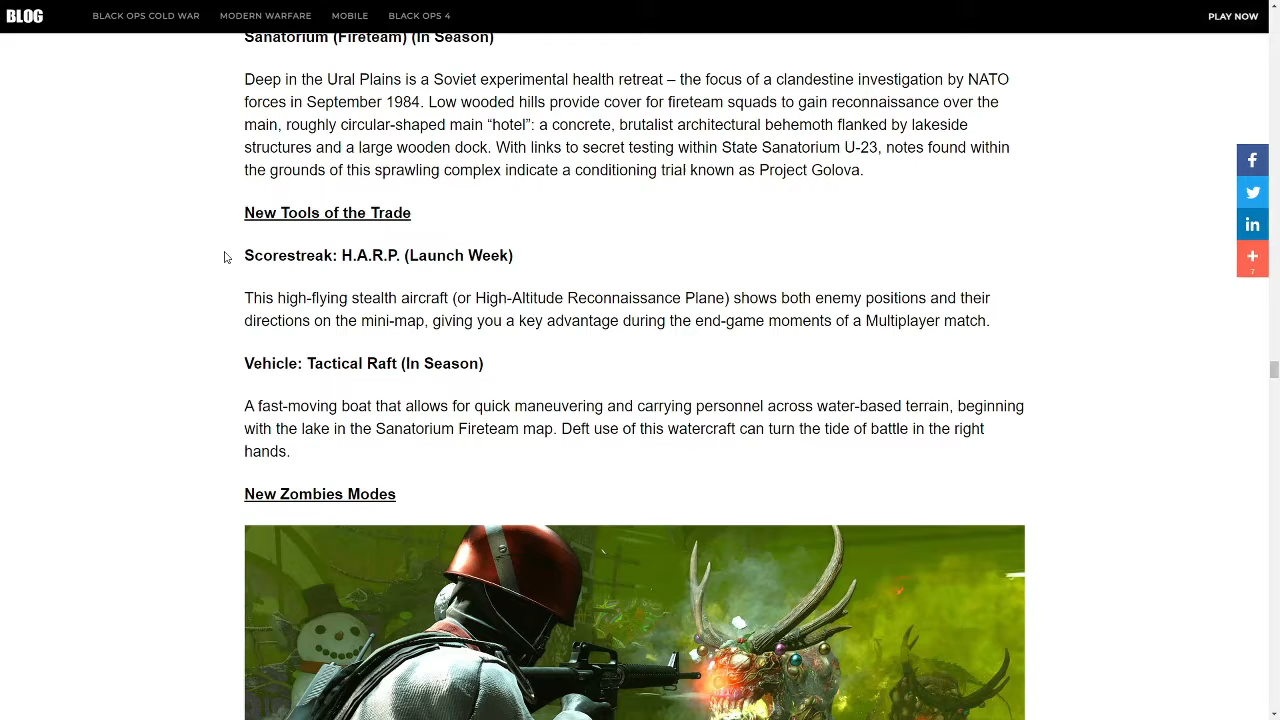 BLOG
BLACK OPS COLD WAR MODERN WARFARE MOBILE BLACK OPS 4
PLAY NOW
Sanatorium (Fireteam) (In Season)
Deep in the Ural Plains is a Soviet experimental health retreat – the focus of a clandestine investigation by NATO
forces in September 1984. Low wooded hills provide cover for fireteam squads to gain reconnaissance over the
main, roughly circular-shaped main “hotel”: a concrete, brutalist architectural behemoth flanked by lakeside
structures and a large wooden dock. With links to secret testing within State Sanatorium U-23, notes found within
the grounds of this sprawling complex indicate a conditioning trial known as Project Golova.
New Tools of the Trade
Scorestreak: H.A.R.P. (Launch Week)
This high-flying stealth aircraft (or High-Altitude Reconnaissance Plane) shows both enemy positions and their
directions on the mini-map, giving you a key advantage during the end-game moments of a Multiplayer match.
Vehicle: Tactical Raft (In Season)
A fast-moving boat that allows for quick maneuvering and carrying personnel across water-based terrain, beginning
with the lake in the Sanatorium Fireteam map. Deft use of this watercraft can turn the tide of battle in the right
hands.
New Zombies Modes
7